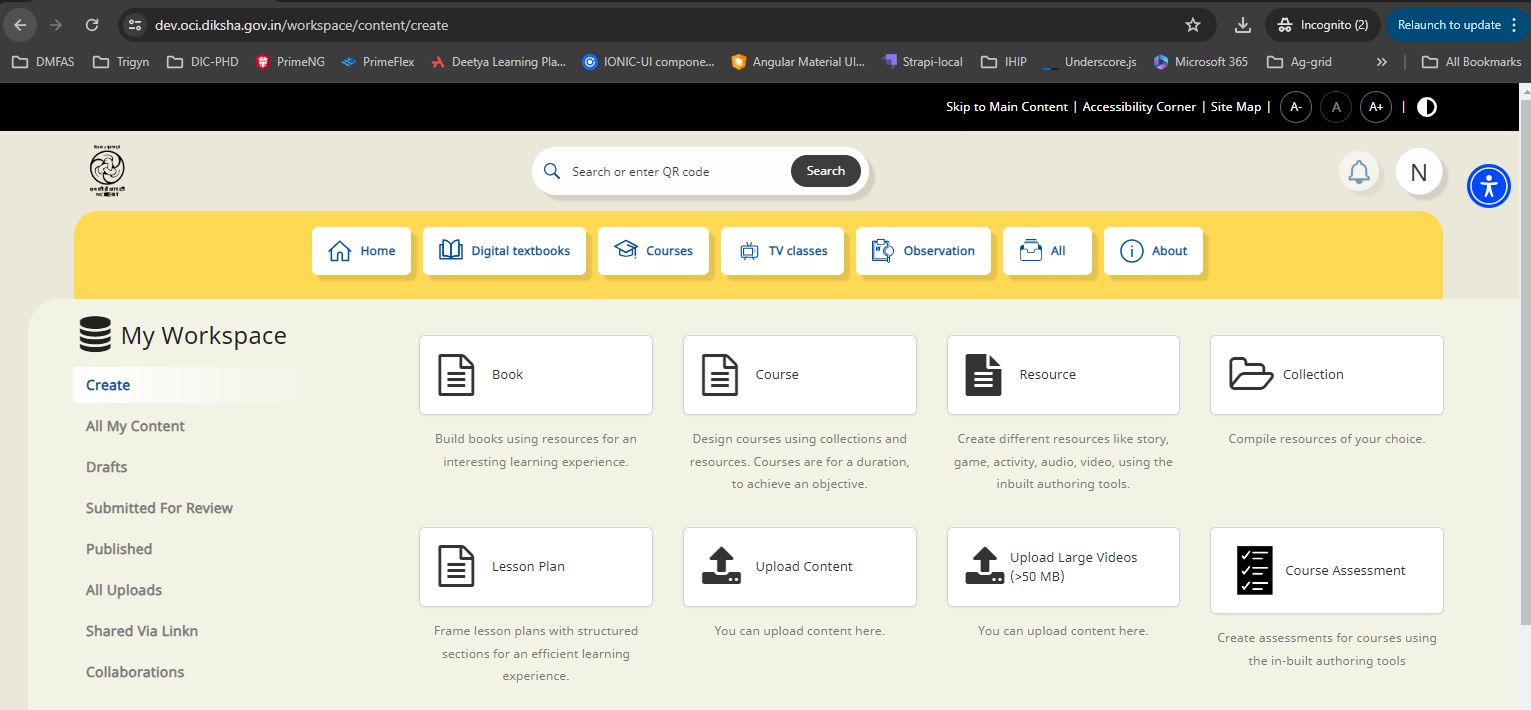 dev.oci.diksha.gov.in/workspace/content/create
Incognito (2)
Relaunch to update
DMFAS
Trigyn
DIC-PHD
PrimeNG
PrimeFlex
Deetya Learning Pla...
IONIC-UI compone...
Angular Material UI...
Strapi-local
IHIP
Underscore.js
Microsoft 365
Ag-grid
»
All Bookmarks
Skip to Main Content | Accessibility Corner | Site Map | A- A A+ |
NCERT
Search or enter QR code
Search
N
Home
Digital textbooks
Courses
TV classes
Observation
All
About
My Workspace
Create
All My Content
Drafts
Submitted For Review
Published
All Uploads
Shared Via Linkn
Collaborations
Book
Build books using resources for an
interesting learning experience.
Course
Design courses using collections and
resources. Courses are for a duration,
to achieve an objective.
Resource
Create different resources like story,
game, activity, audio, video, using the
inbuilt authoring tools.
Collection
Compile resources of your choice.
Lesson Plan
Frame lesson plans with structured
sections for an efficient learning
experience.
Upload Content
You can upload content here.
Upload Large Videos
(>50 MB)
You can upload content here.
Course Assessment
Create assessments for courses using
the in-built authoring tools